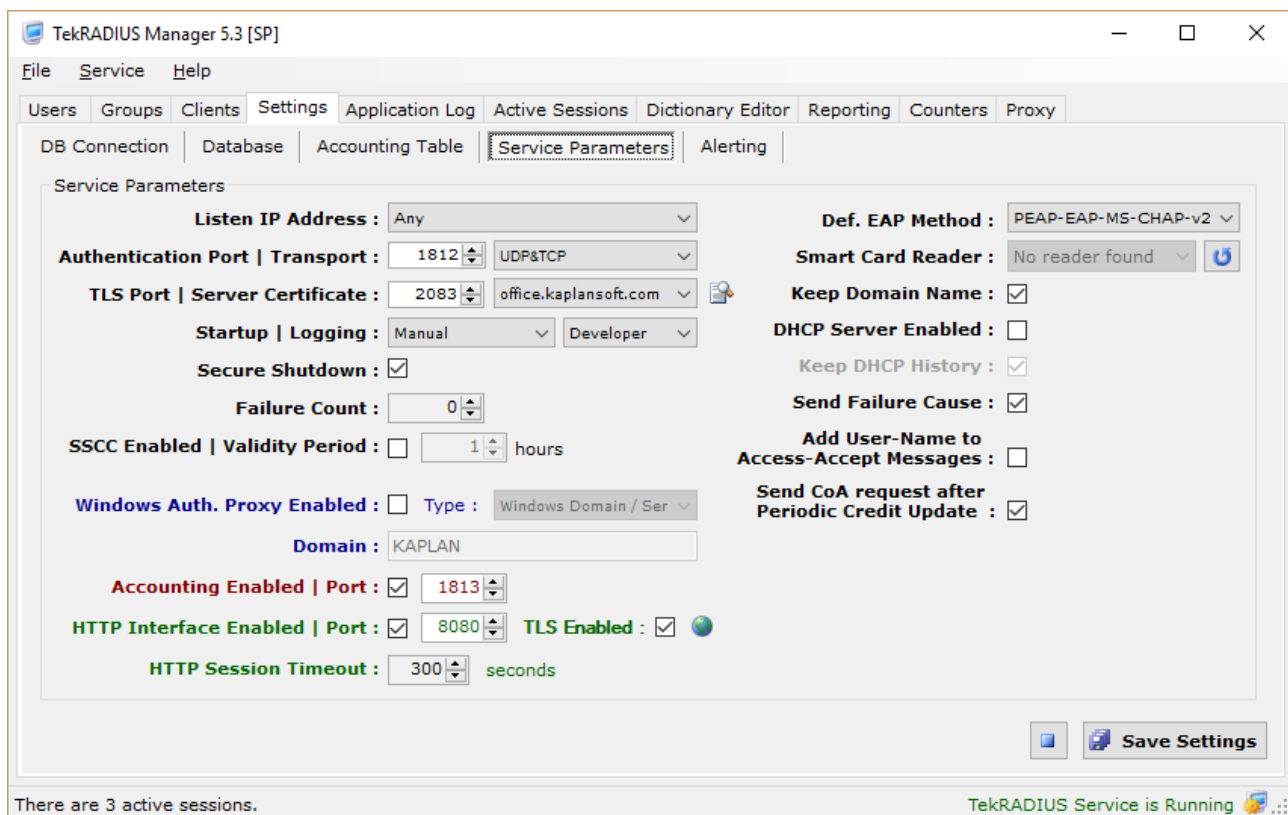 TekRADIUS Manager 5.3 [SP]
File Service Help
Users Groups Clients Settings Application Log Active Sessions Dictionary Editor Reporting Counters Proxy
DB Connection Database Accounting Table Service Parameters Alerting
Service Parameters
Listen IP Address : Any
Authentication Port | Transport : 1812 UDP&TCP
TLS Port | Server Certificate : 2083 office.kaplansoft.com
Startup | Logging : Manual Developer
Secure Shutdown :
Failure Count : 0
SSCC Enabled | Validity Period : 1 hours
Windows Auth. Proxy Enabled : Type : Windows Domain / Ser
Domain : KAPLAN
Accounting Enabled | Port : 1813
HTTP Interface Enabled | Port : 8080 TLS Enabled :
HTTP Session Timeout : 300 seconds
Def. EAP Method : PEAP-EAP-MS-CHAP-v2
Smart Card Reader : No reader found
Keep Domain Name :
DHCP Server Enabled :
Keep DHCP History :
Send Failure Cause :
Add User-Name to
Access-Accept Messages :
Send CoA request after
Periodic Credit Update :
Save Settings
There are 3 active sessions.
TekRADIUS Service is Running